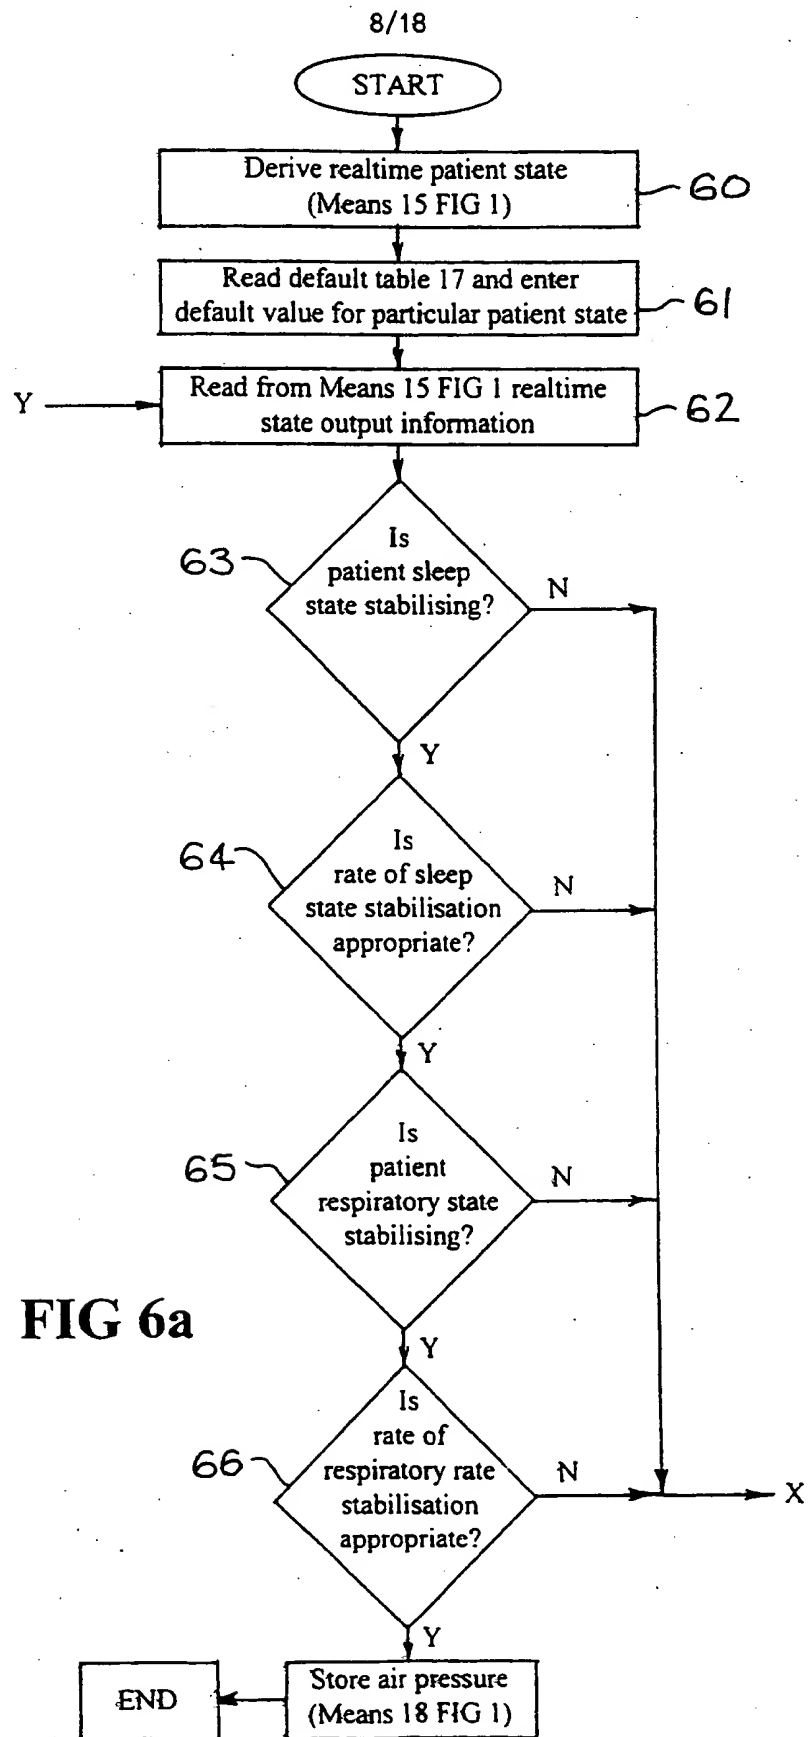 8/18
START
Derive realtime patient state
(Means 15 FIG 1)
60
Read default table 17 and enter
default value for particular patient state
61
Y
Read from Means 15 FIG 1 realtime
state output information
62
63
Is
patient sleep
state stabilising?
N
Y
64
Is
rate of sleep
state stabilisation
appropriate?
N
Y
65
Is
patient
respiratory state
stabilising?
N
FIG 6a
Y
66
Is
rate of
respiratory rate
stabilisation
appropriate?
N
X
Y
END
Store air pressure
(Means 18 FIG 1)